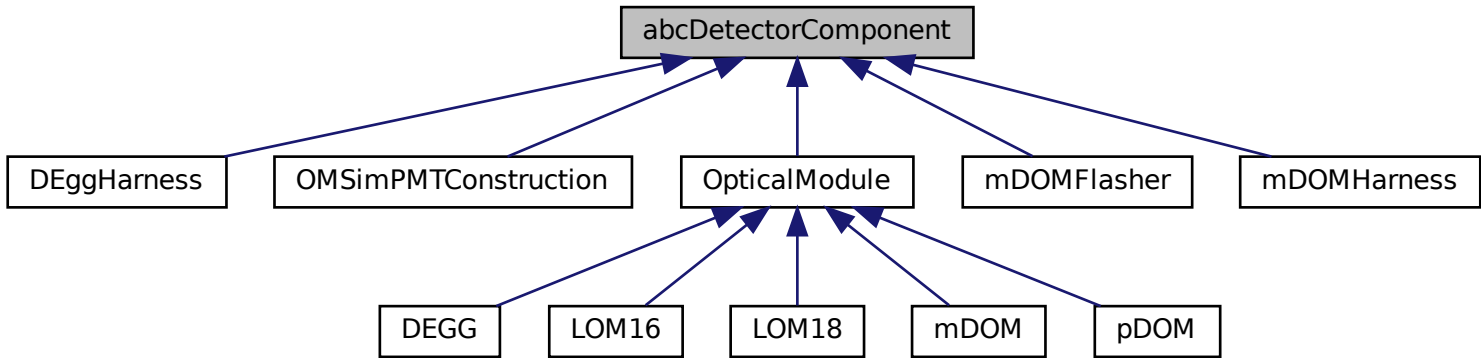 abcDetectorComponent
DEggHarness
OMSimPMTConstruction
OpticalModule
mDOMFlasher
mDOMHarness
DEGG
LOM16
LOM18
mDOM
pDOM